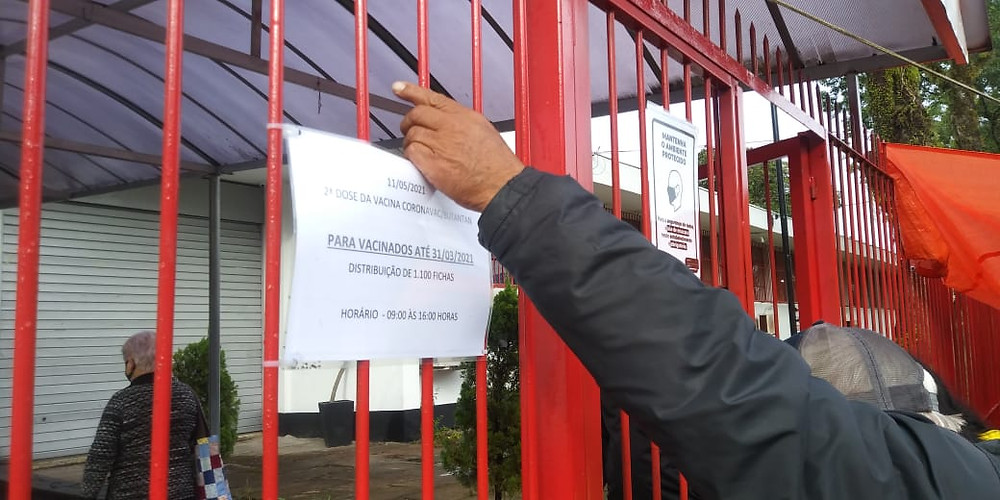 11/05/2021
2ª DOSE DA VACINA CORONAVAC/BUTANTAN
PARA VACINADOS ATÉ 31/03/2021
DISTRIBUIÇÃO DE 1.100 FICHAS
HORÁRIO - 09:00 ÀS 16:00 HORAS
MANTENHA
O AMBIENTE
PROTEGIDO